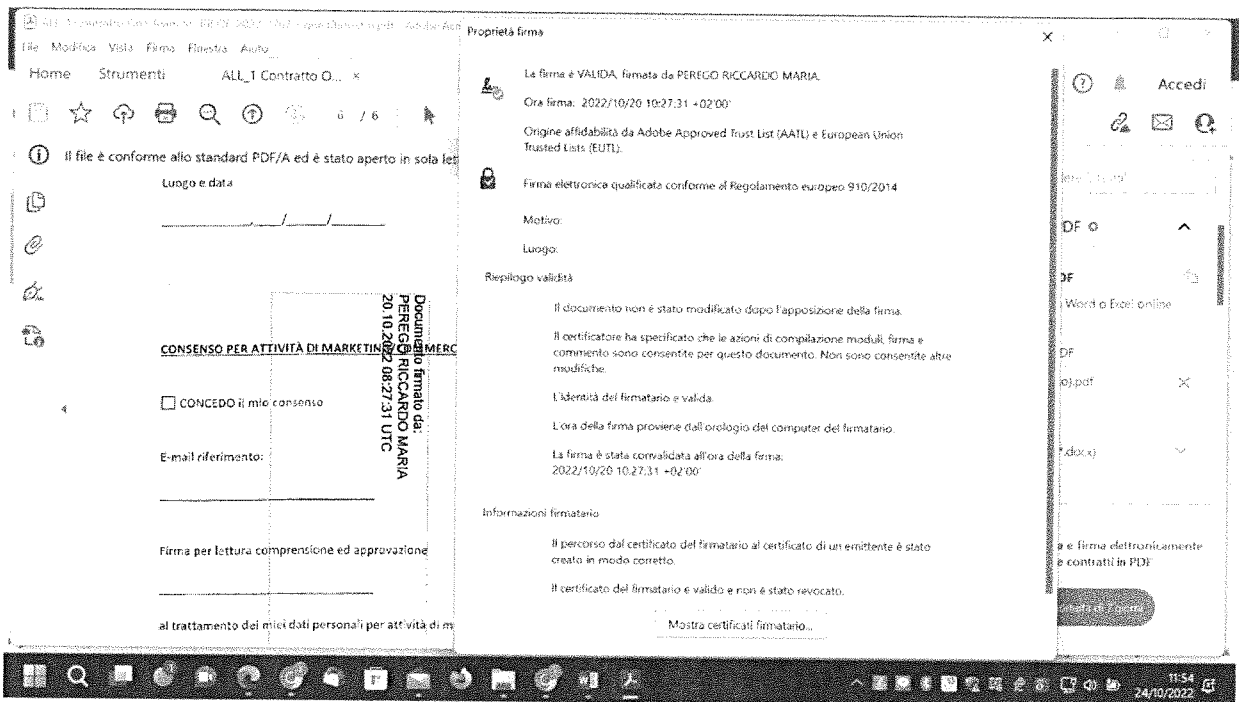 File Modifica Vista Firma Finestra Aiuto
Home Strumenti ALL_1 Contratto O... ×
6 / 6
Accedi
Il file è conforme allo standard PDF/A ed è stato aperto in sola let
Luogo e data
________,__/____/______
Documento firmato da:
PEREGO RICCARDO MARIA
20.10.2022 08:27:31 UTC
CONSENSO PER ATTIVITÀ DI MARKETING
CONCEDO il mio consenso
E-mail riferimento:
4
Firma per lettura comprensione ed approvazione
al trattamento dei miei dati personali per attività di m
Proprietà firma
La firma è VALIDA, firmata da PEREGO RICCARDO MARIA.
Ora firma: 2022/10/20 10:27:31 +02'00'
Origine affidabilità da Adobe Approved Trust List (AATL) e European Union
Trusted Lists (EUTL).
Firma elettronica qualificata conforme al Regolamento europeo 910/2014
Motivo:
Luogo:
Riepilogo validità
Il documento non è stato modificato dopo l'apposizione della firma.
Il certificatore ha specificato che le azioni di compilazione moduli, firma e
commento sono consentite per questo documento. Non sono consentite altre
modifiche.
L'identità del firmatario è valida.
L'ora della firma proviene dall'orologio del computer del firmatario.
La firma è stata convalidata all'ora della firma:
2022/10/20 10:27:31 +02'00'
Informazioni firmatario
Il percorso dal certificato del firmatario al certificato di un emittente è stato
creato in modo corretto.
Il certificato del firmatario è valido e non è stato revocato.
Mostra certificati firmatario...
DF
DF
Word o Excel online
DF
o).pdf
*.docx)
a e firma elettronicamente
e contratti in PDF
11:54
24/10/2022